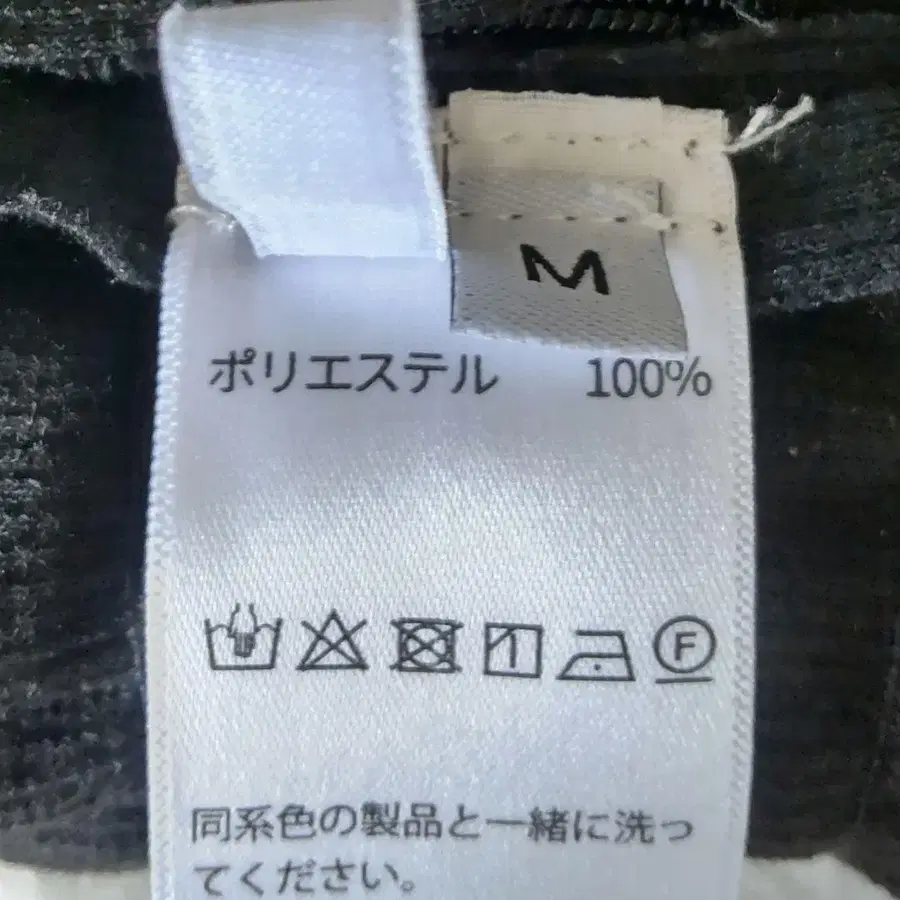 M
ポリエステル 100%
F
同系色の製品と一緒に洗っ
てください。